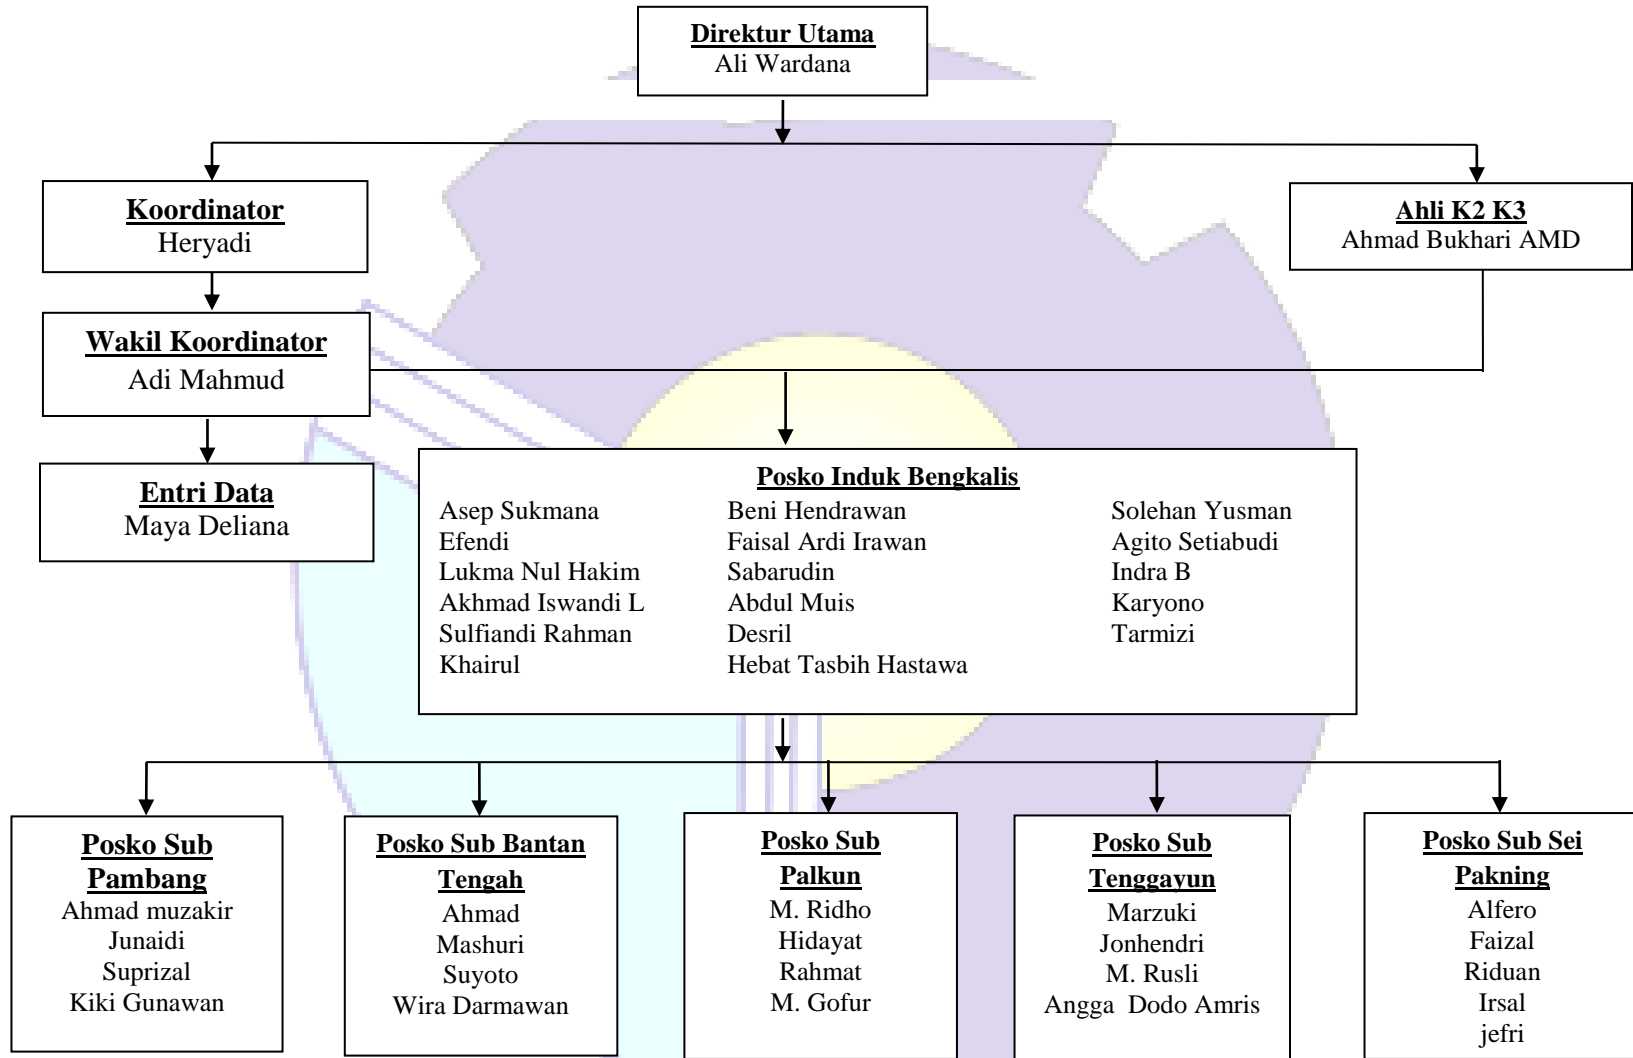 Direktur Utama
Ali Wardana
Koordinator
Heryadi
Ahli K2 K3
Ahmad Bukhari AMD
Wakil Koordinator
Adi Mahmud
Entri Data
Maya Deliana
Posko Induk Bengkalis
Asep Sukmana
Efendi
Lukma Nul Hakim
Akhmad Iswandi L
Sulfiandi Rahman
Khairul
Beni Hendrawan
Faisal Ardi Irawan
Sabarudin
Abdul Muis
Desril
Hebat Tasbih Hastawa
Solehan Yusman
Agito Setiabudi
Indra B
Karyono
Tarmizi
Posko Sub
Pambang
Ahmad muzakir
Junaidi
Suprizal
Kiki Gunawan
Posko Sub Bantan
Tengah
Ahmad
Mashuri
Suyoto
Wira Darmawan
Posko Sub
Palkun
M. Ridho
Hidayat
Rahmat
M. Gofur
Posko Sub
Tenggayun
Marzuki
Jonhendri
M. Rusli
Angga  Dodo Amris
Posko Sub Sei
Pakning
Alfero
Faizal
Riduan
Irsal
jefri